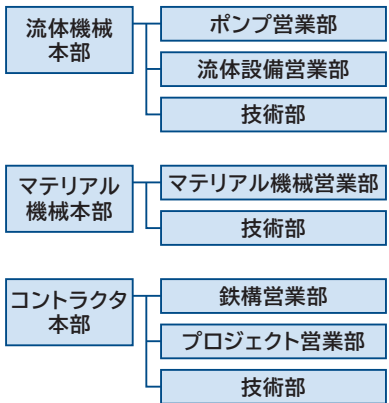 流体機械
本部
ポンプ営業部
流体設備営業部
技術部
マテリアル
機械本部
マテリアル機械営業部
技術部
コントラクタ
本部
鉄構営業部
プロジェクト営業部
技術部